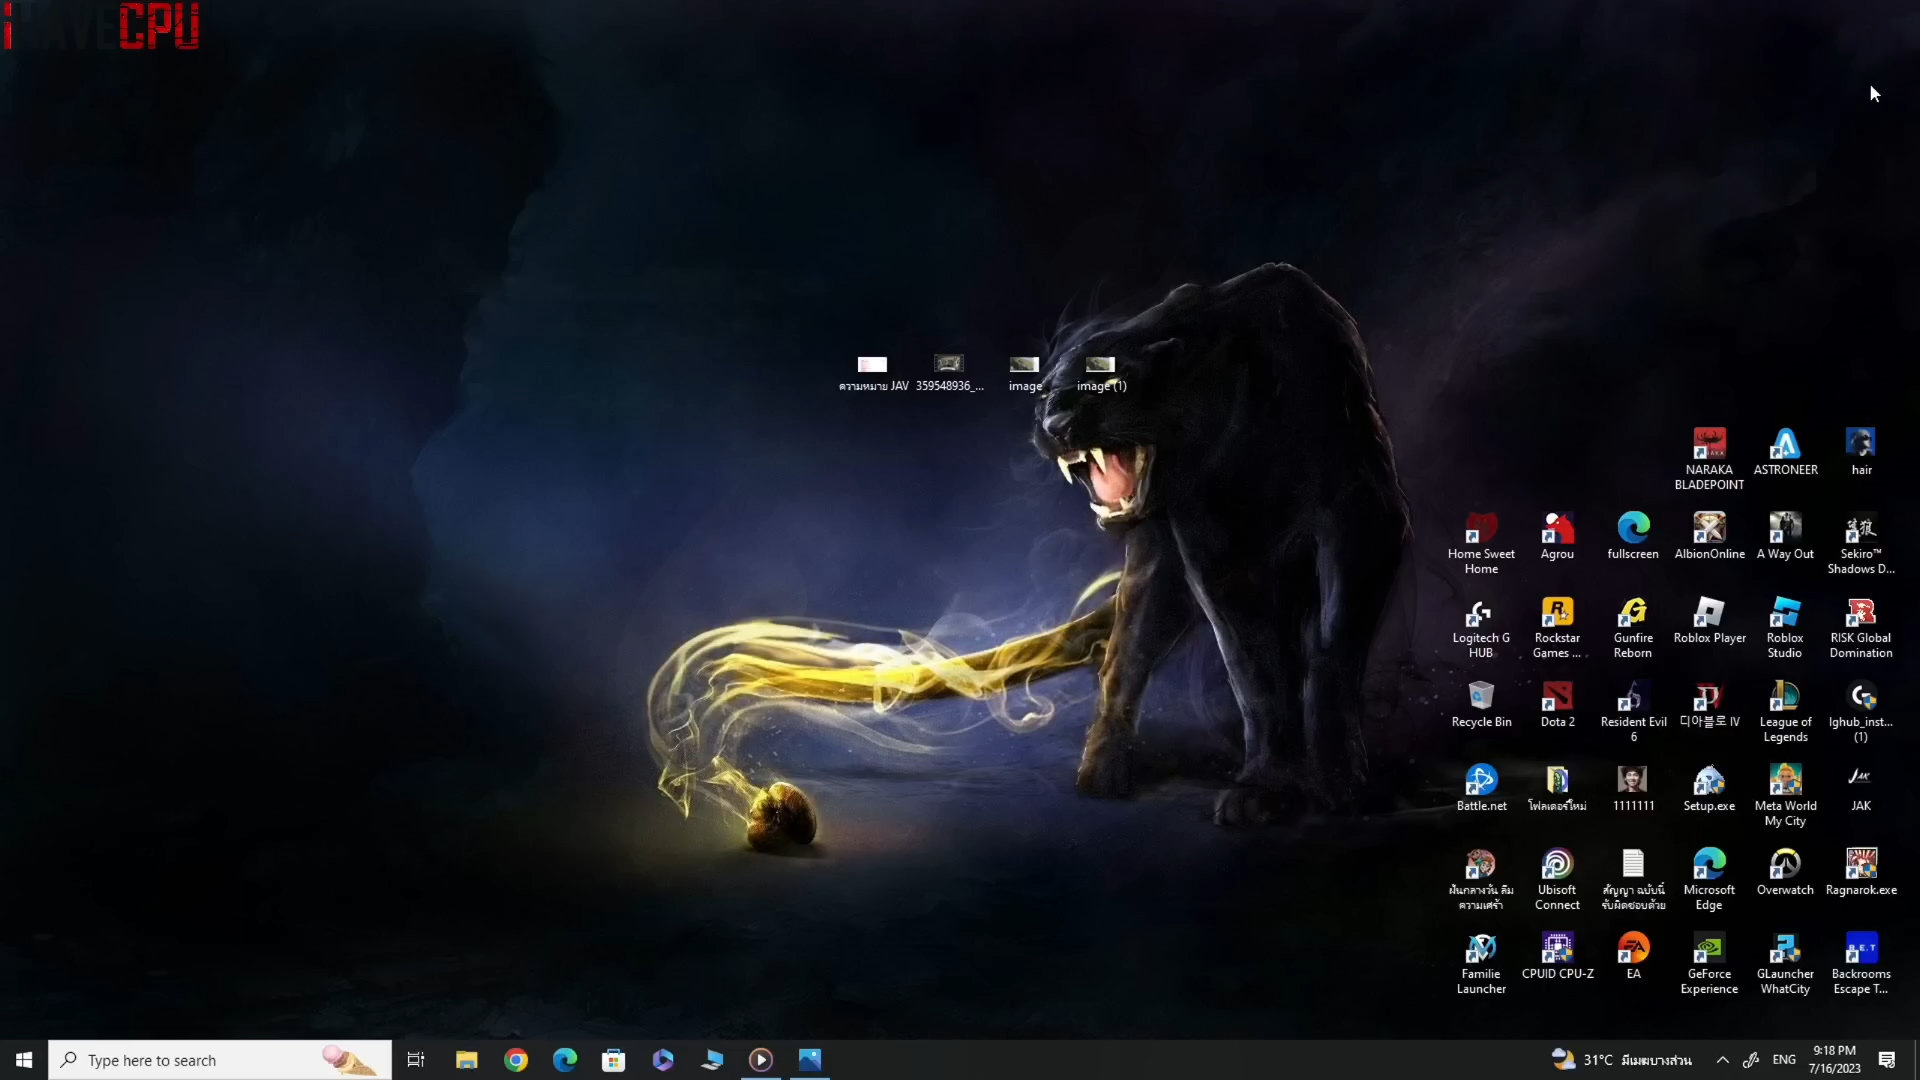 iHAVECPU
ความหมาย JAV
359548936_...
image
image (1)
NARAKA
BLADEPOINT
ASTRONEER
hair
Home Sweet
Home
Agrou
fullscreen
AlbionOnline
A Way Out
Sekiro™
Shadows D...
Logitech G
HUB
Rockstar
Games ...
Gunfire
Reborn
Roblox Player
Roblox
Studio
RISK Global
Domination
Recycle Bin
Dota 2
Resident Evil
6
디아블로 IV
League of
Legends
lghub_inst...
(1)
Battle.net
โฟลเดอร์ใหม่
1111111
Setup.exe
Meta World
My City
JAK
ฝันกลางวัน ลืม
ความเศร้า
Ubisoft
Connect
สัญญา ฉบับนี้
รับผิดชอบด้วย
Microsoft
Edge
Overwatch
Ragnarok.exe
Familie
Launcher
CPUID CPU-Z
EA
GeForce
Experience
GLauncher
WhatCity
Backrooms
Escape T...
Type here to search
31°C มีเมฆบางส่วน
ENG
9:18 PM
7/16/2023